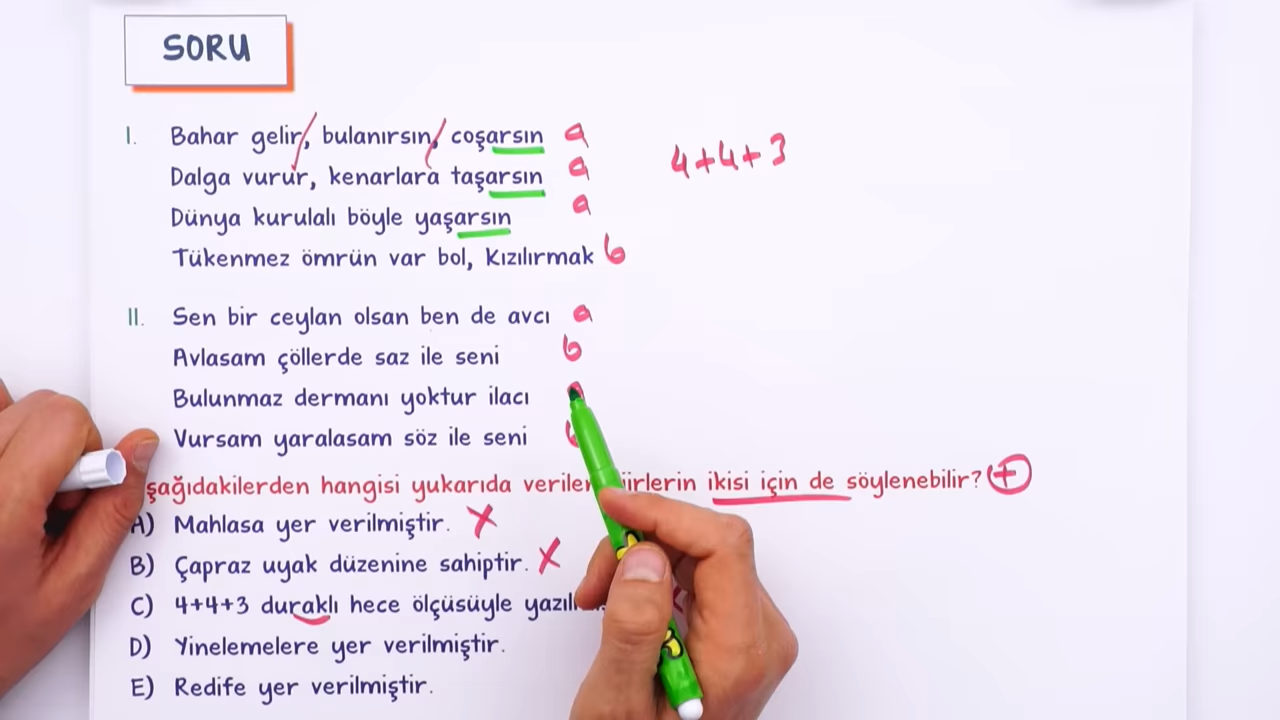 SORU
I. Bahar gelir, bulanırsın, coşarsın a
4+4+3
Dalga vurur, kenarlara taşarsın a
Dünya kurulalı böyle yaşarsın a
Tükenmez ömrün var bol, Kızılırmak b
II. Sen bir ceylan olsan ben de avcı a
Avlasam çöllerde saz ile seni b
Bulunmaz dermanı yoktur ilacı
Vursam yaralasam söz ile seni
şağıdakilerden hangisi yukarıda verilen iirlerin ikisi için de söylenebilir? +
A) Mahlasa yer verilmiştir. X
B) Çapraz uyak düzenine sahiptir. X
C) 4+4+3 duraklı hece ölçüsüyle
D) Yinelemelere yer verilmiştir.
E) Redife yer verilmiştir.